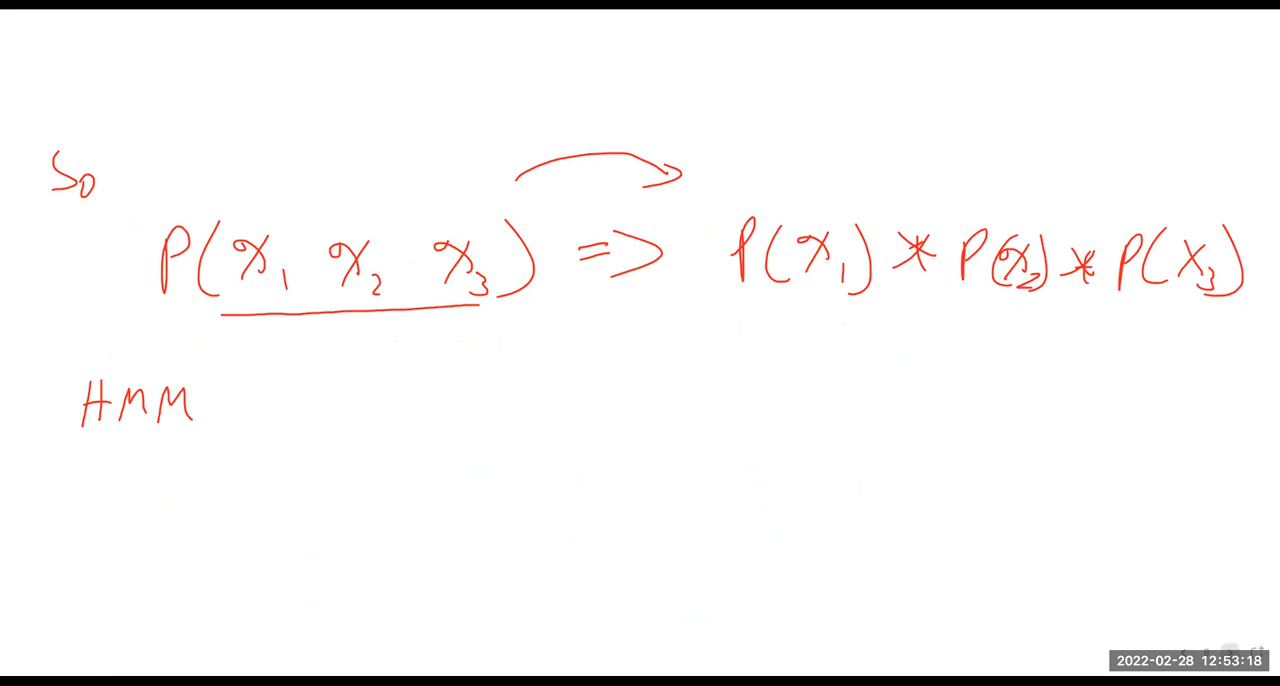 So
P(x₁ x₂ x₃) => P(x₁) * P(x₂) * P(x₃)
HMM
2022-02-28 12:53:18